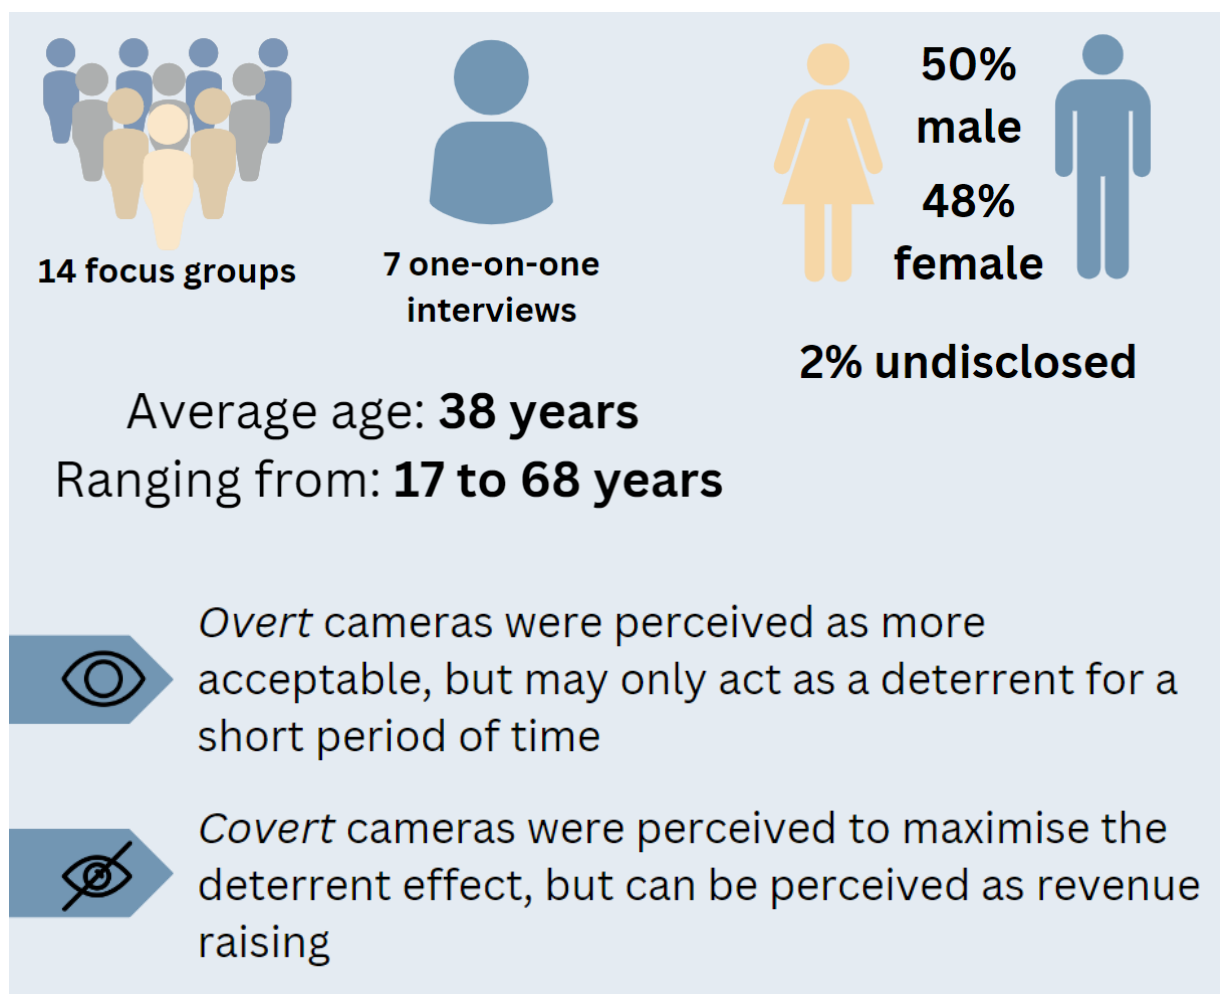 14 focus groups
7 one-on-one
interviews
50%
male
48%
female
2% undisclosed
Average age: 38 years
Ranging from: 17 to 68 years
Overt cameras were perceived as more
acceptable, but may only act as a deterrent for a
short period of time
Covert cameras were perceived to maximise the
deterrent effect, but can be perceived as revenue
raising